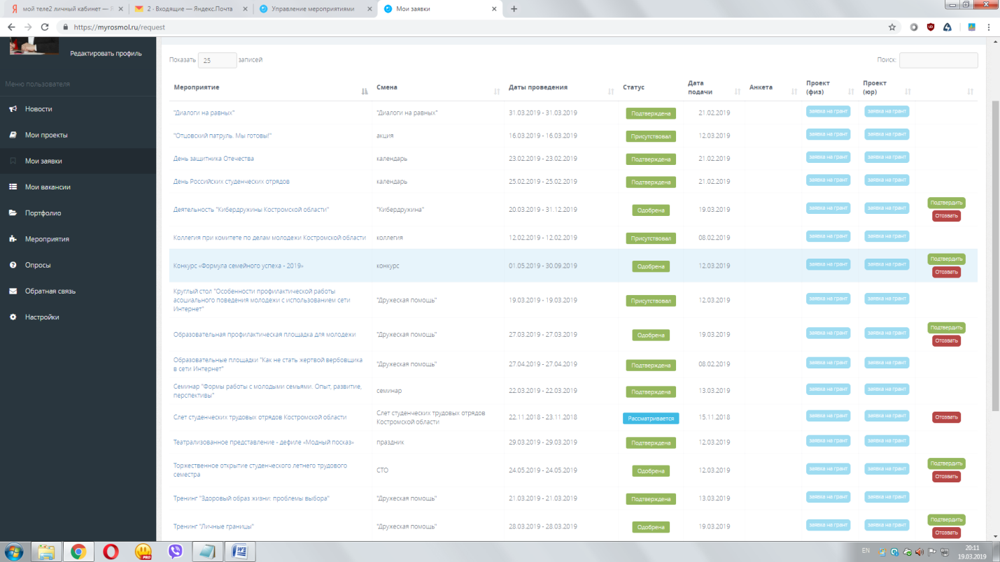 мой теле2 личный кабинет — Я
2 - Входящие — Яндекс.Почта
Управление мероприятиями
Мои заявки
https://myrosmol.ru/request
Редактировать профиль
Меню пользователя
Новости
Мои проекты
Мои заявки
Мои вакансии
Портфолио
Мероприятия
Опросы
Обратная связь
Настройки
Показать 25 записей
Поиск:
Мероприятие Смена Даты проведения Статус Дата подачи Анкета Проект (физ) Проект (юр)
"Диалоги на равных" "Диалоги на равных" 31.03.2019 - 31.03.2019 Подтверждена 21.02.2019 заявка на грант заявка на грант
"Отцовский патруль. Мы готовы!" акция 16.03.2019 - 16.03.2019 Присутствовал 12.03.2019 заявка на грант заявка на грант
День защитника Отечества календарь 23.02.2019 - 23.02.2019 Подтверждена 21.02.2019 заявка на грант заявка на грант
День Российских студенческих отрядов календарь 25.02.2019 - 25.02.2019 Подтверждена 21.02.2019 заявка на грант заявка на грант
Деятельность "Кибердружины Костромской области" "Кибердружина" 20.03.2019 - 31.12.2019 Одобрена 19.03.2019 заявка на грант заявка на грант Подтвердить
Отозвать
Коллегия при комитете по делам молодежи Костромской области коллегия 12.02.2019 - 12.02.2019 Присутствовал 08.02.2019 заявка на грант заявка на грант
Конкурс «Формула семейного успеха - 2019» конкурс 01.05.2019 - 30.09.2019 Одобрена 12.03.2019 заявка на грант заявка на грант Подтвердить
Отозвать
Круглый стол "Особенности профилактической работы
асоциального поведения молодежи с использованием сети
Интернет"
"Дружеская помощь" 19.03.2019 - 19.03.2019 Присутствовал 12.03.2019 заявка на грант заявка на грант
Образовательная профилактическая площадка для молодежи "Дружеская помощь" 27.03.2019 - 27.03.2019 Одобрена 19.03.2019 заявка на грант заявка на грант Подтвердить
Отозвать
Образовательные площадки "Как не стать жертвой вербовщика
в сети Интернет"
"Дружеская помощь" 27.04.2019 - 27.04.2019 Подтверждена 08.02.2019 заявка на грант заявка на грант
Семинар "Формы работы с молодыми семьями. Опыт, развитие,
перспективы"
семинар 22.03.2019 - 22.03.2019 Подтверждена 13.03.2019 заявка на грант заявка на грант
Слет студенческих трудовых отрядов Костромской области
Слет студенческих трудовых отрядов
Костромской области
22.11.2018 - 23.11.2018 Рассматривается 15.11.2018 заявка на грант заявка на грант Отозвать
Театрализованное представление - дефиле «Модный посказ» праздник 29.03.2019 - 29.03.2019 Подтверждена 12.03.2019 заявка на грант заявка на грант
Торжественное открытие студенческого летнего трудового
семестра
СТО 24.05.2019 - 24.05.2019 Одобрена 12.03.2019 заявка на грант заявка на грант Подтвердить
Отозвать
Тренинг "Здоровый образ жизни: проблемы выбора" "Дружеская помощь" 21.03.2019 - 21.03.2019 Подтверждена 13.03.2019 заявка на грант заявка на грант
Тренинг "Личные границы" "Дружеская помощь" 28.03.2019 - 28.03.2019 Одобрена 19.03.2019 заявка на грант заявка на грант Подтвердить
Отозвать
PRO
EN
20:11
19.03.2019